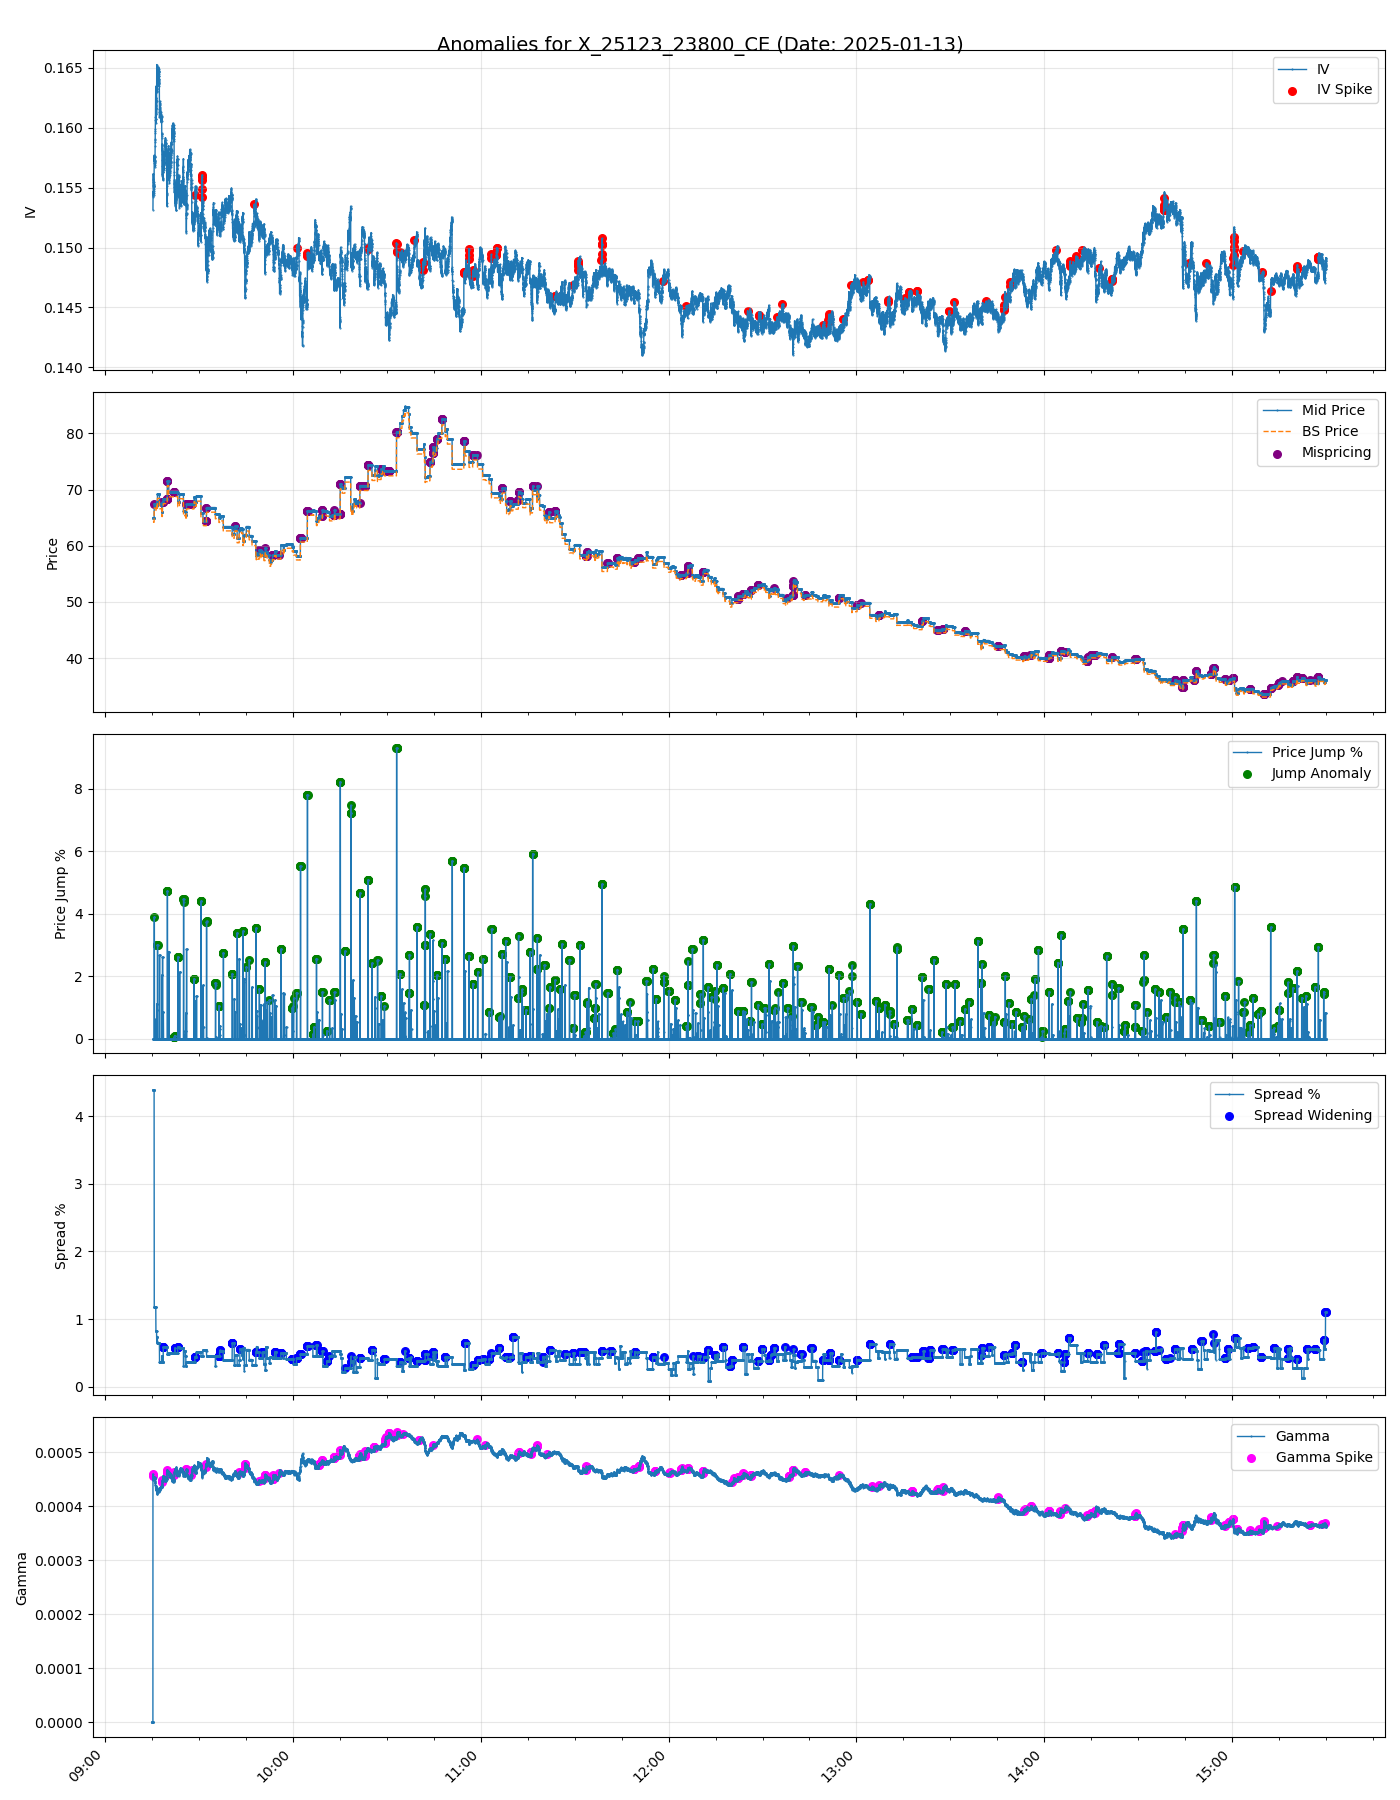 Anomalies for X_25123_23800_CE (Date: 2025-01-13)
IV
IV Spike
0.165
0.160
0.155
0.150
0.145
0.140
IV
Mid Price
BS Price
Mispricing
80
70
60
50
40
Price
Price Jump %
Jump Anomaly
8
6
4
2
0
Price Jump %
Spread %
Spread Widening
4
3
2
1
0
Spread %
Gamma
Gamma Spike
0.0005
0.0004
0.0003
0.0002
0.0001
0.0000
Gamma
09:00
10:00
11:00
12:00
13:00
14:00
15:00